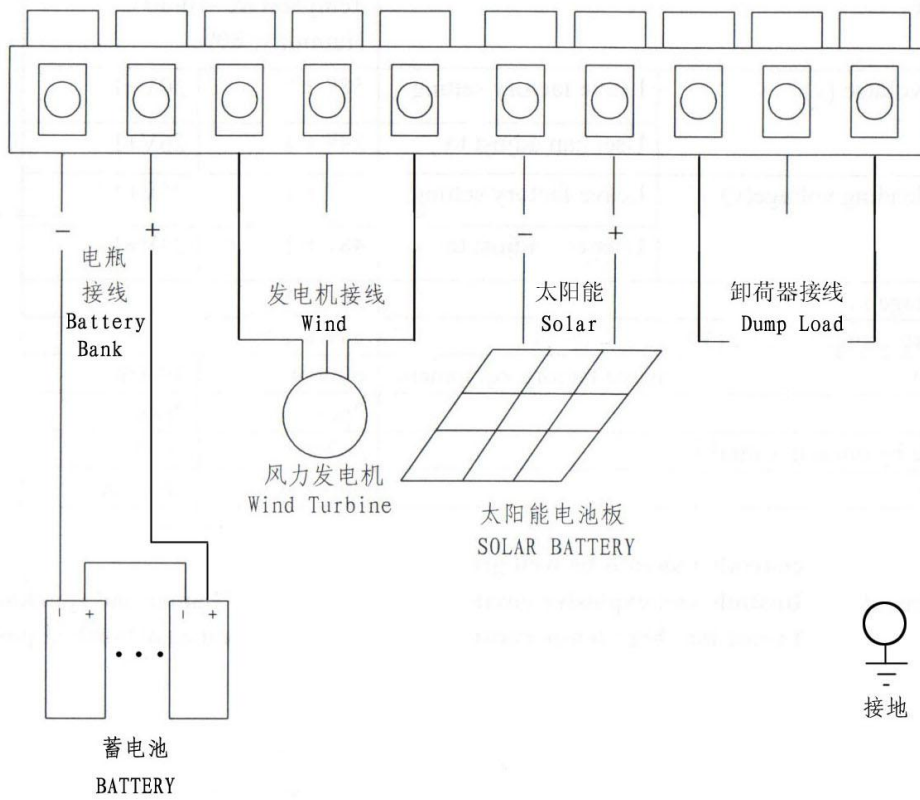 - +
电瓶
接线
Battery
Bank
发电机接线
Wind
- +
太阳能
Solar
卸荷器接线
Dump Load
风力发电机
Wind Turbine
太阳能电池板
SOLAR BATTERY
- +
- +
蓄电池
BATTERY
接地